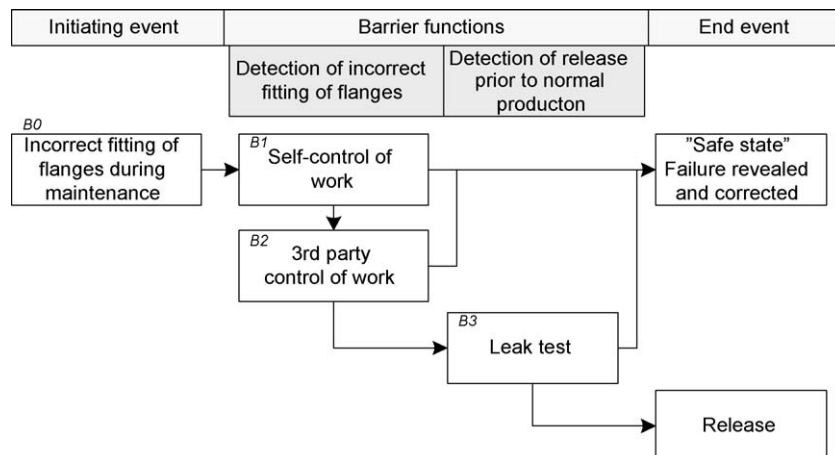 Initiating event
Barrier functions
End event
Detection of incorrect
fitting of flanges
Detection of release
prior to normal
producton
B0
Incorrect fitting of
flanges during
maintenance
B1
Self-control of
work
"Safe state"
Failure revealed
and corrected
B2
3rd party
control of work
B3
Leak test
Release